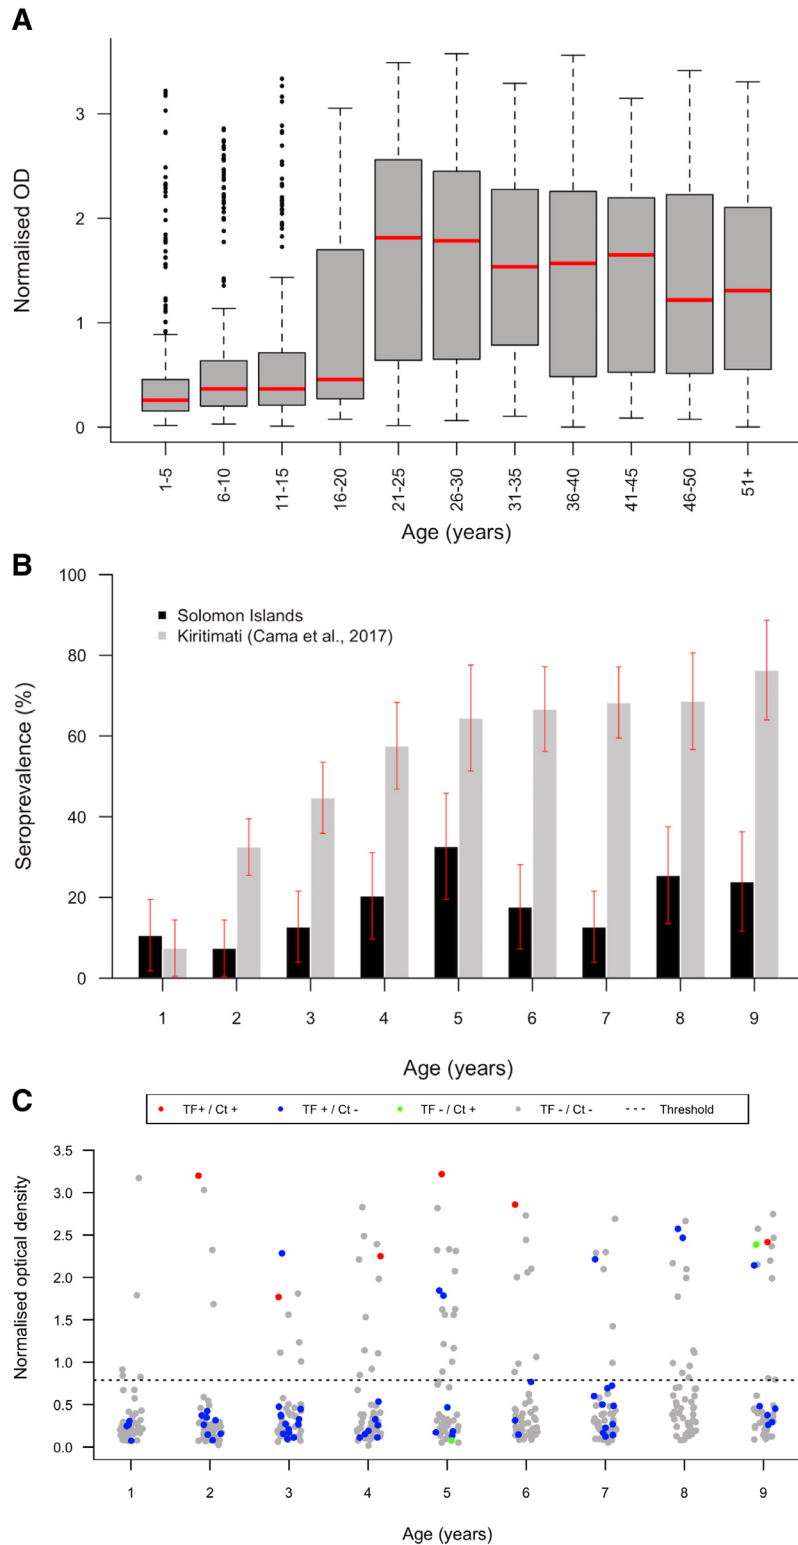 A
Normalised OD
3
2
1
0
1-5
6-10
11-15
16-20
21-25
26-30
31-35
36-40
41-45
46-50
51+
Age (years)
B
Seroprevalence (%)
100
80
60
40
20
0
Solomon Islands
Kiritimati (Cama et al., 2017)
1 2 3 4 5 6 7 8 9
Age (years)
C
TF+ / Ct + TF + / Ct - TF - / Ct + TF - / Ct - Threshold
Normalised optical density
3.5
3.0
2.5
2.0
1.5
1.0
0.5
0.0
1 2 3 4 5 6 7 8 9
Age (years)